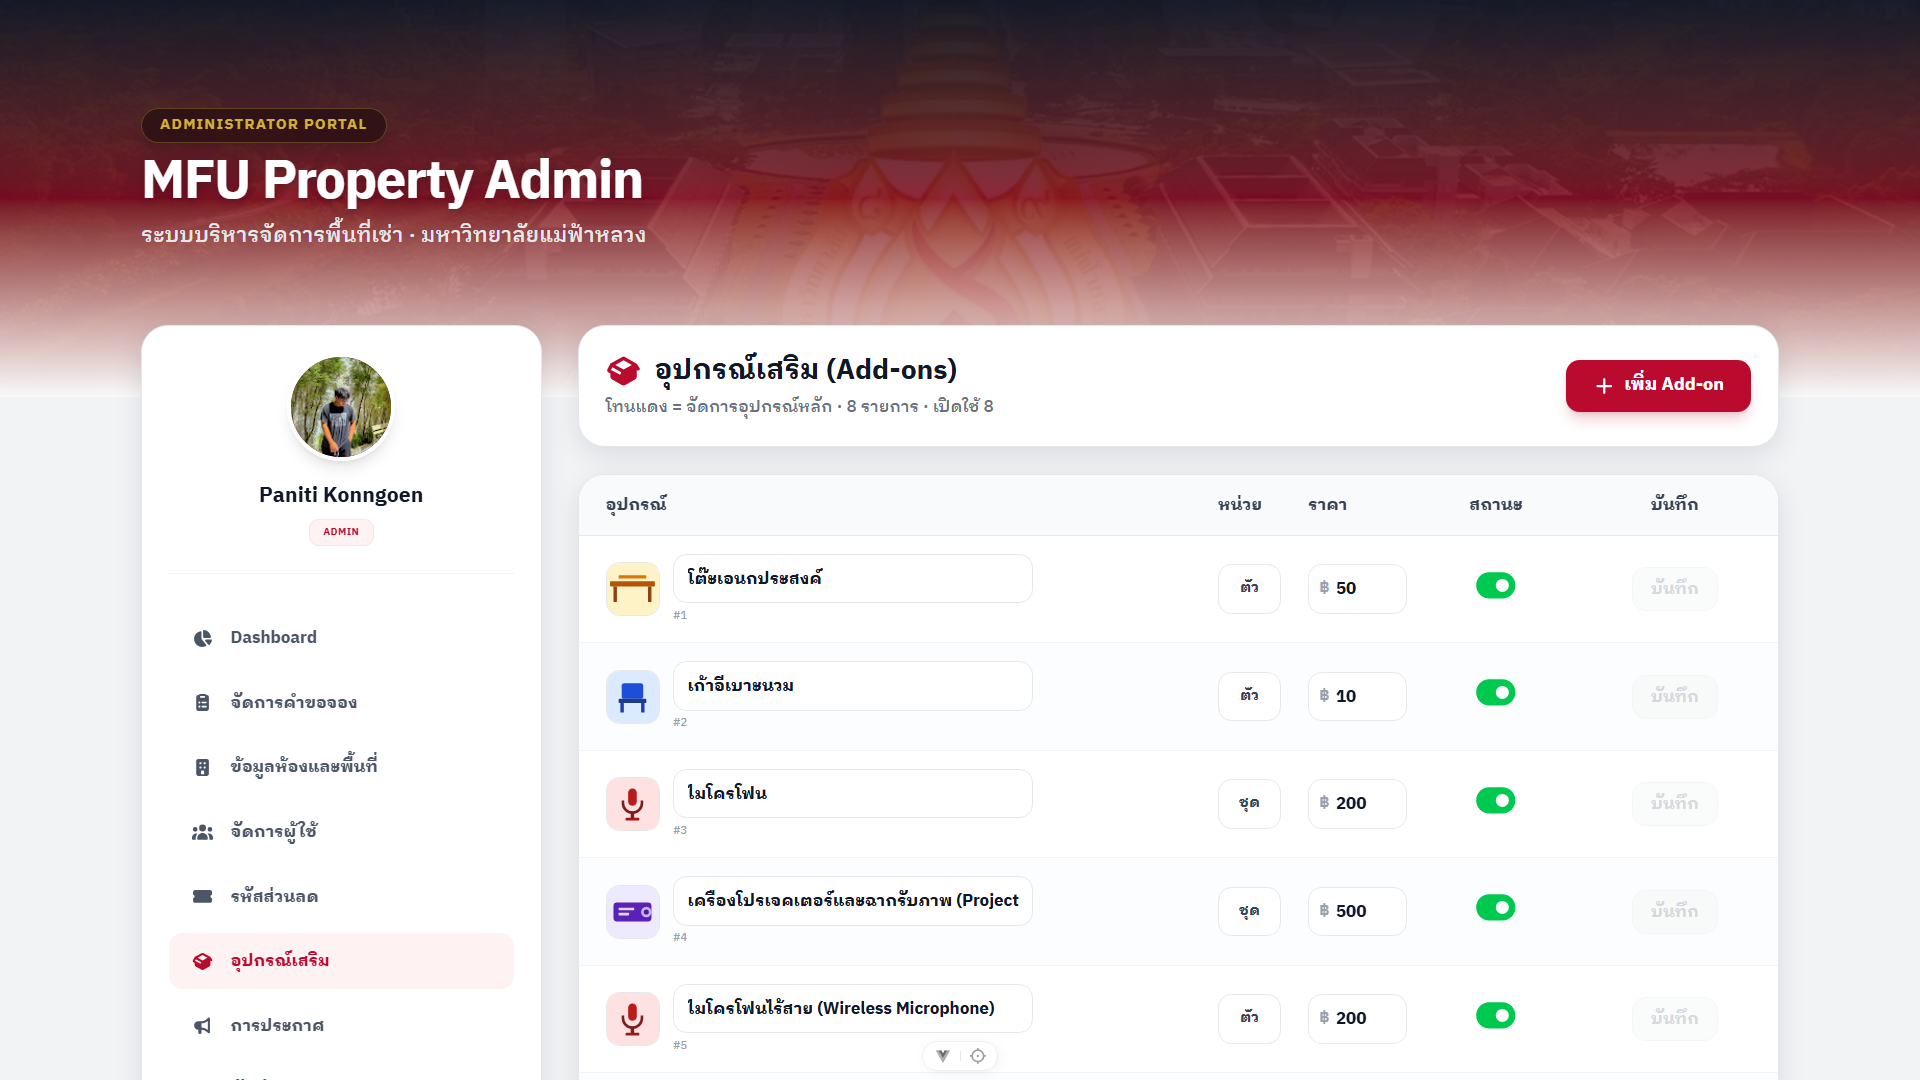 ADMINISTRATOR PORTAL
MFU Property Admin
ระบบบริหารจัดการพื้นที่เช่า · มหาวิทยาลัยแม่ฟ้าหลวง
Paniti Konngoen
ADMIN
Dashboard
จัดการคำขอจอง
ข้อมูลห้องและพื้นที่
จัดการผู้ใช้
รหัสส่วนลด
อุปกรณ์เสริม
การประกาศ
อุปกรณ์เสริม (Add-ons)
โทนแดง = จัดการอุปกรณ์หลัก · 8 รายการ · เปิดใช้ 8
เพิ่ม Add-on
อุปกรณ์ หน่วย ราคา สถานะ บันทึก
โต๊ะเอนกประสงค์ ตัว ฿ 50 บันทึก
#1
เก้าอี้เบาะนวม ตัว ฿ 10 บันทึก
#2
ไมโครโฟน ชุด ฿ 200 บันทึก
#3
เครื่องโปรเจคเตอร์และฉากรับภาพ (Project ชุด ฿ 500 บันทึก
#4
ไมโครโฟนไร้สาย (Wireless Microphone) ตัว ฿ 200 บันทึก
#5